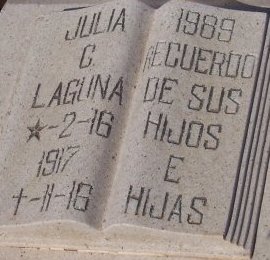 JULIA
C.
LAGUNA
☆-2-16
1917
†-11-16
1989
RECUERDO
DE SUS
HIJOS
E
HIJAS